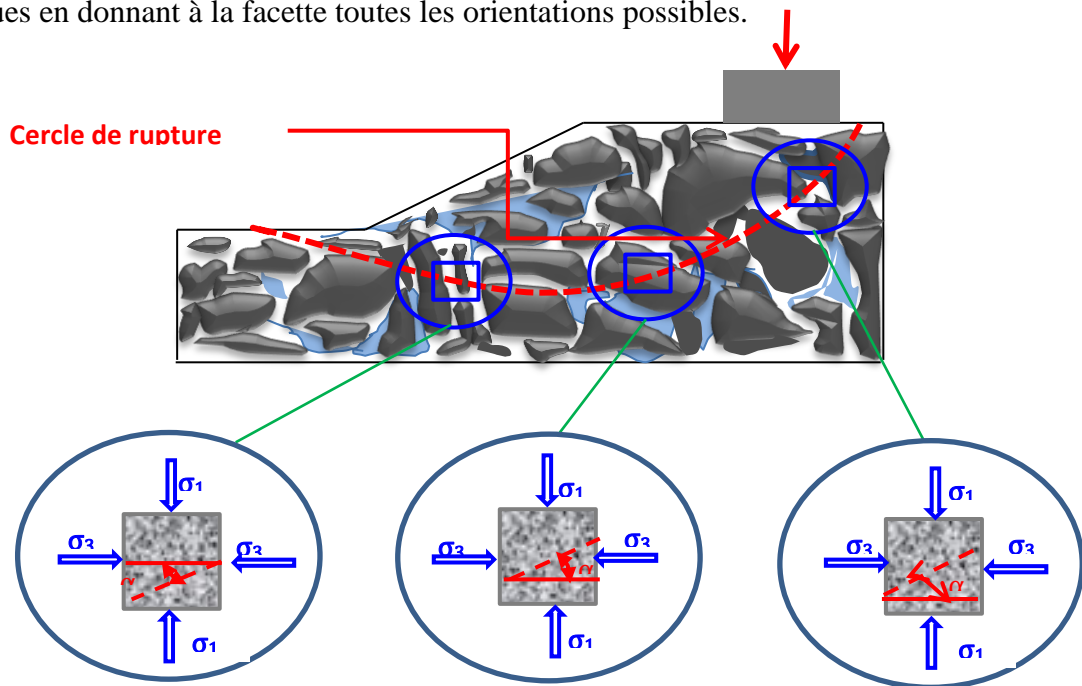 ues en donnant à la facette toutes les orientations possibles.
Cercle de rupture
σ₁
σ₃ σ₃
α
σ₁
σ₁
σ₃ σ₃
α
σ₁
σ₁
σ₃ σ₃
α
σ₁